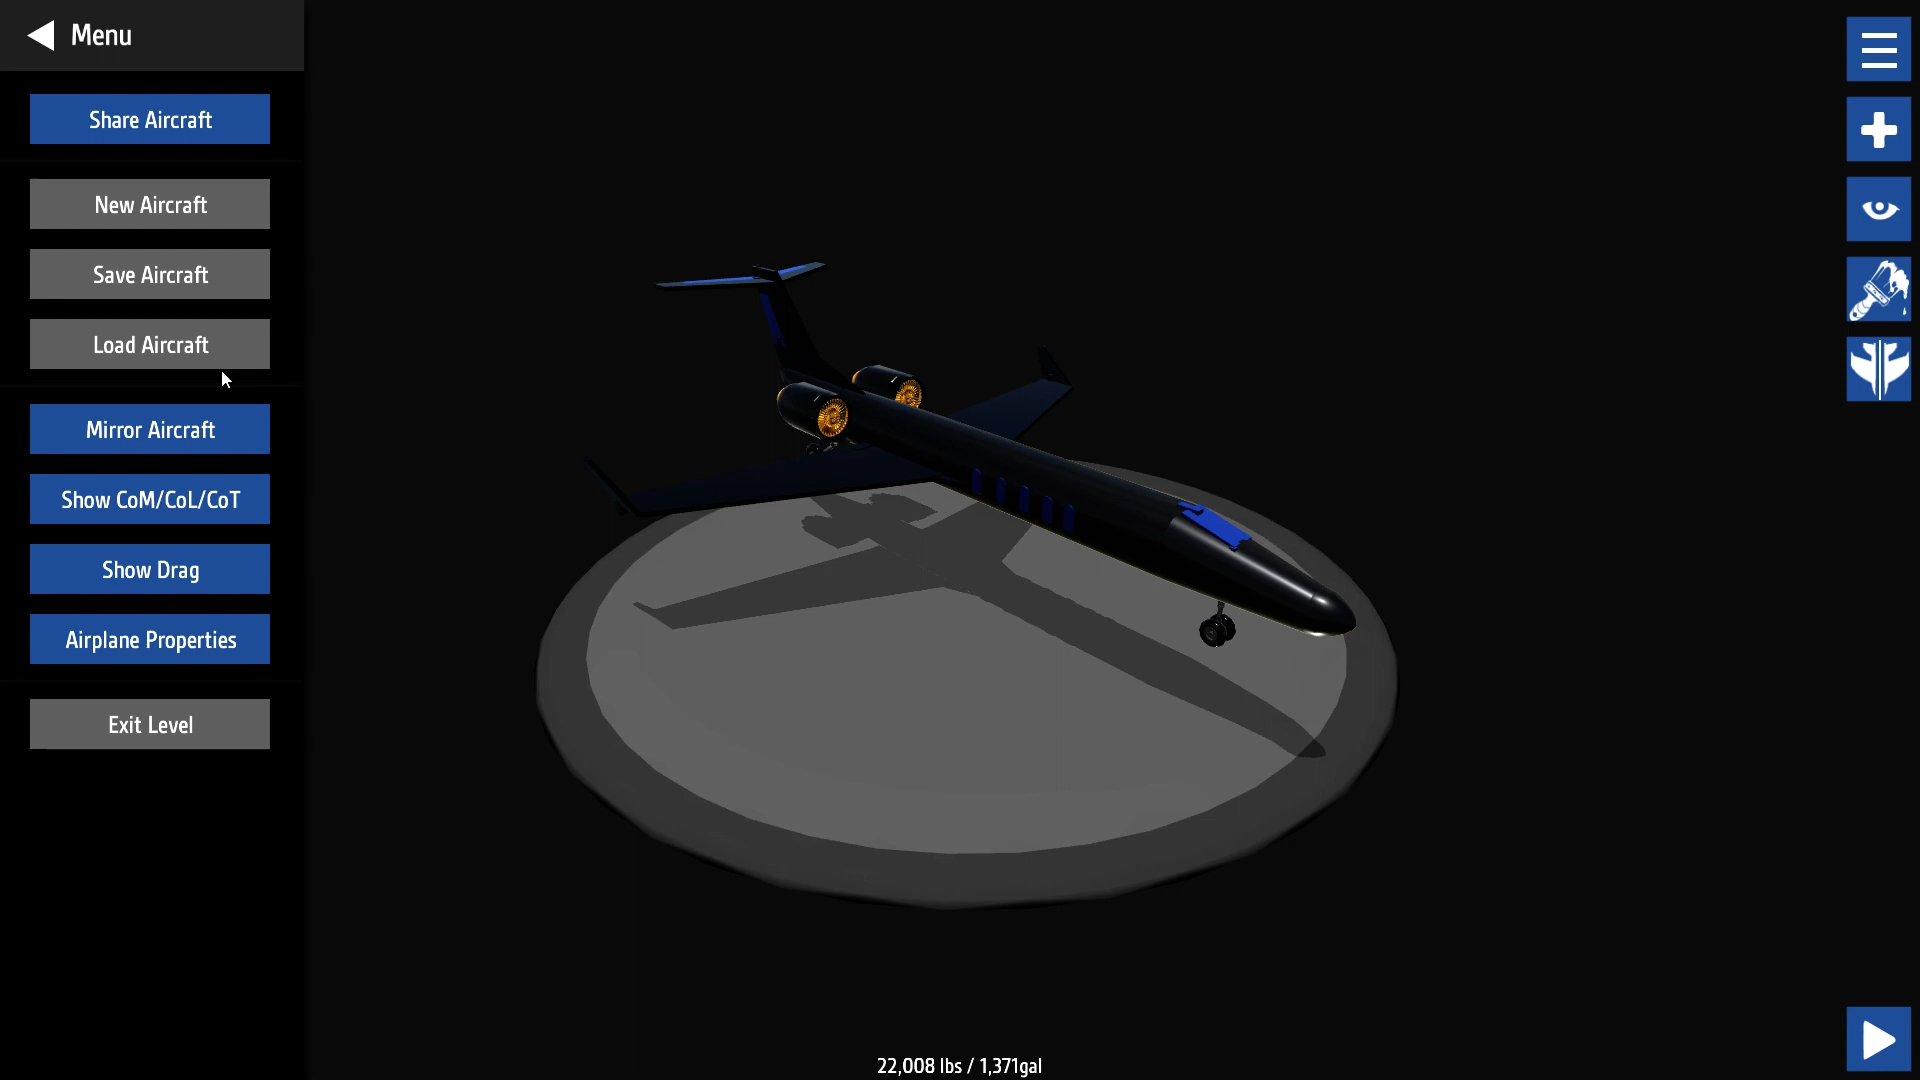 Menu
Share Aircraft
New Aircraft
Save Aircraft
Load Aircraft
Mirror Aircraft
Show CoM/CoL/CoT
Show Drag
Airplane Properties
Exit Level
22,008 lbs / 1,371gal